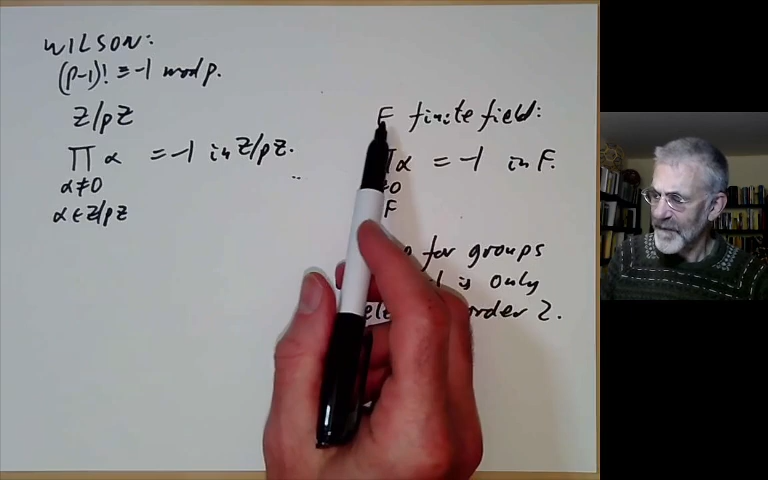 WILSON:
(p-1)! ≡ -1 mod p.
Z/pZ
∏ α = -1 in Z/pZ.
α≠0
α∈Z/pZ
F finite field:
∏ α = -1 in F.
≠0
F
for groups
is only
order 2.